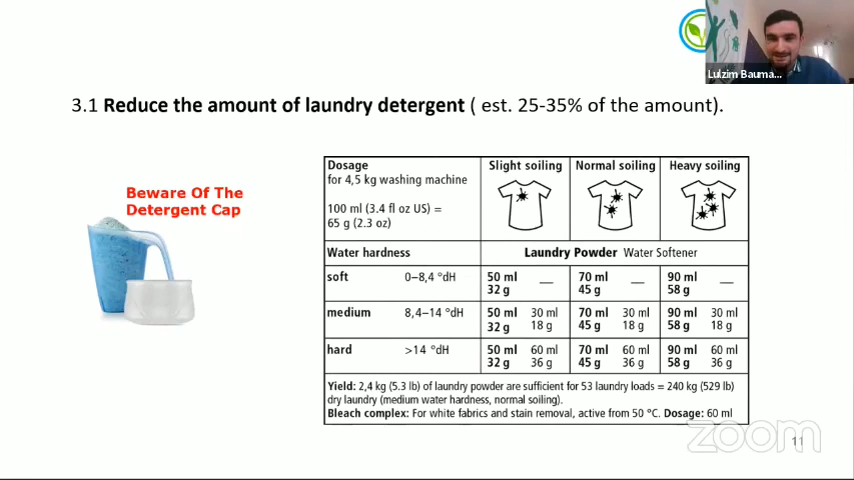 Lulzim Bauma...
3.1 Reduce the amount of laundry detergent ( est. 25-35% of the amount).
Beware Of The
Detergent Cap
Dosage
for 4,5 kg washing machine
100 ml (3.4 fl oz US) =
65 g (2.3 oz)
Slight soiling Normal soiling Heavy soiling
Water hardness Laundry Powder Water Softener
soft 0–8,4 °dH 50 ml — 70 ml — 90 ml —
32 g 45 g 58 g
medium 8,4–14 °dH 50 ml 30 ml 70 ml 30 ml 90 ml 30 ml
32 g 18 g 45 g 18 g 58 g 18 g
hard >14 °dH 50 ml 60 ml 70 ml 60 ml 90 ml 60 ml
32 g 36 g 45 g 36 g 58 g 36 g
Yield: 2,4 kg (5.3 lb) of laundry powder are sufficient for 53 laundry loads = 240 kg (529 lb)
dry laundry (medium water hardness, normal soiling).
Bleach complex: For white fabrics and stain removal, active from 50 °C. Dosage: 60 ml
zoom
11